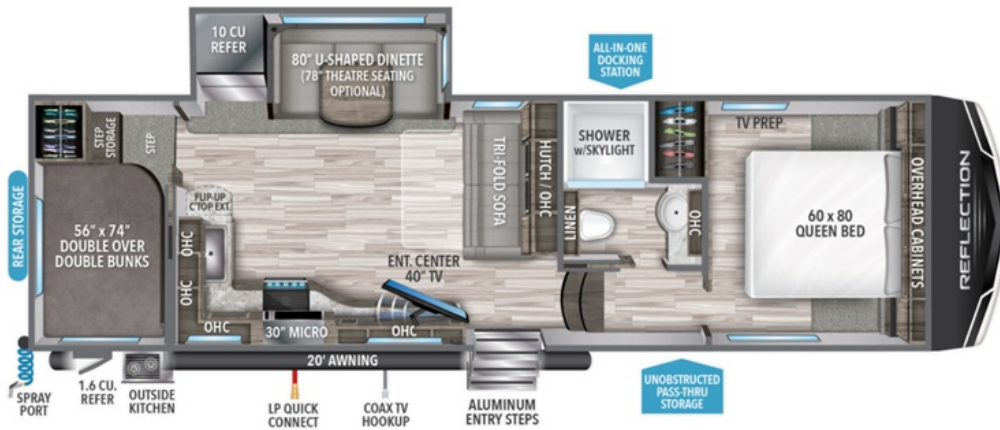 10 CU
REFER
80" U-SHAPED DINETTE
(78" THEATRE SEATING
OPTIONAL)
ALL-IN-ONE
DOCKING
STATION
STEP
STORAGE
STEP
TRI-FOLD SOFA
HUTCH / OHC
SHOWER
w/SKYLIGHT
TV PREP
REAR STORAGE
56" x 74"
DOUBLE OVER
DOUBLE BUNKS
FLIP-UP
C'TOP EXT.
OHC
OHC
OHC
30" MICRO
ENT. CENTER
40" TV
OHC
LINEN
OHC
60 x 80
QUEEN BED
OVERHEAD CABINETS
REFLECTION
20' AWNING
SPRAY
PORT
1.6 CU.
REFER
OUTSIDE
KITCHEN
LP QUICK
CONNECT
COAX TV
HOOKUP
ALUMINUM
ENTRY STEPS
UNOBSTRUCTED
PASS-THRU
STORAGE